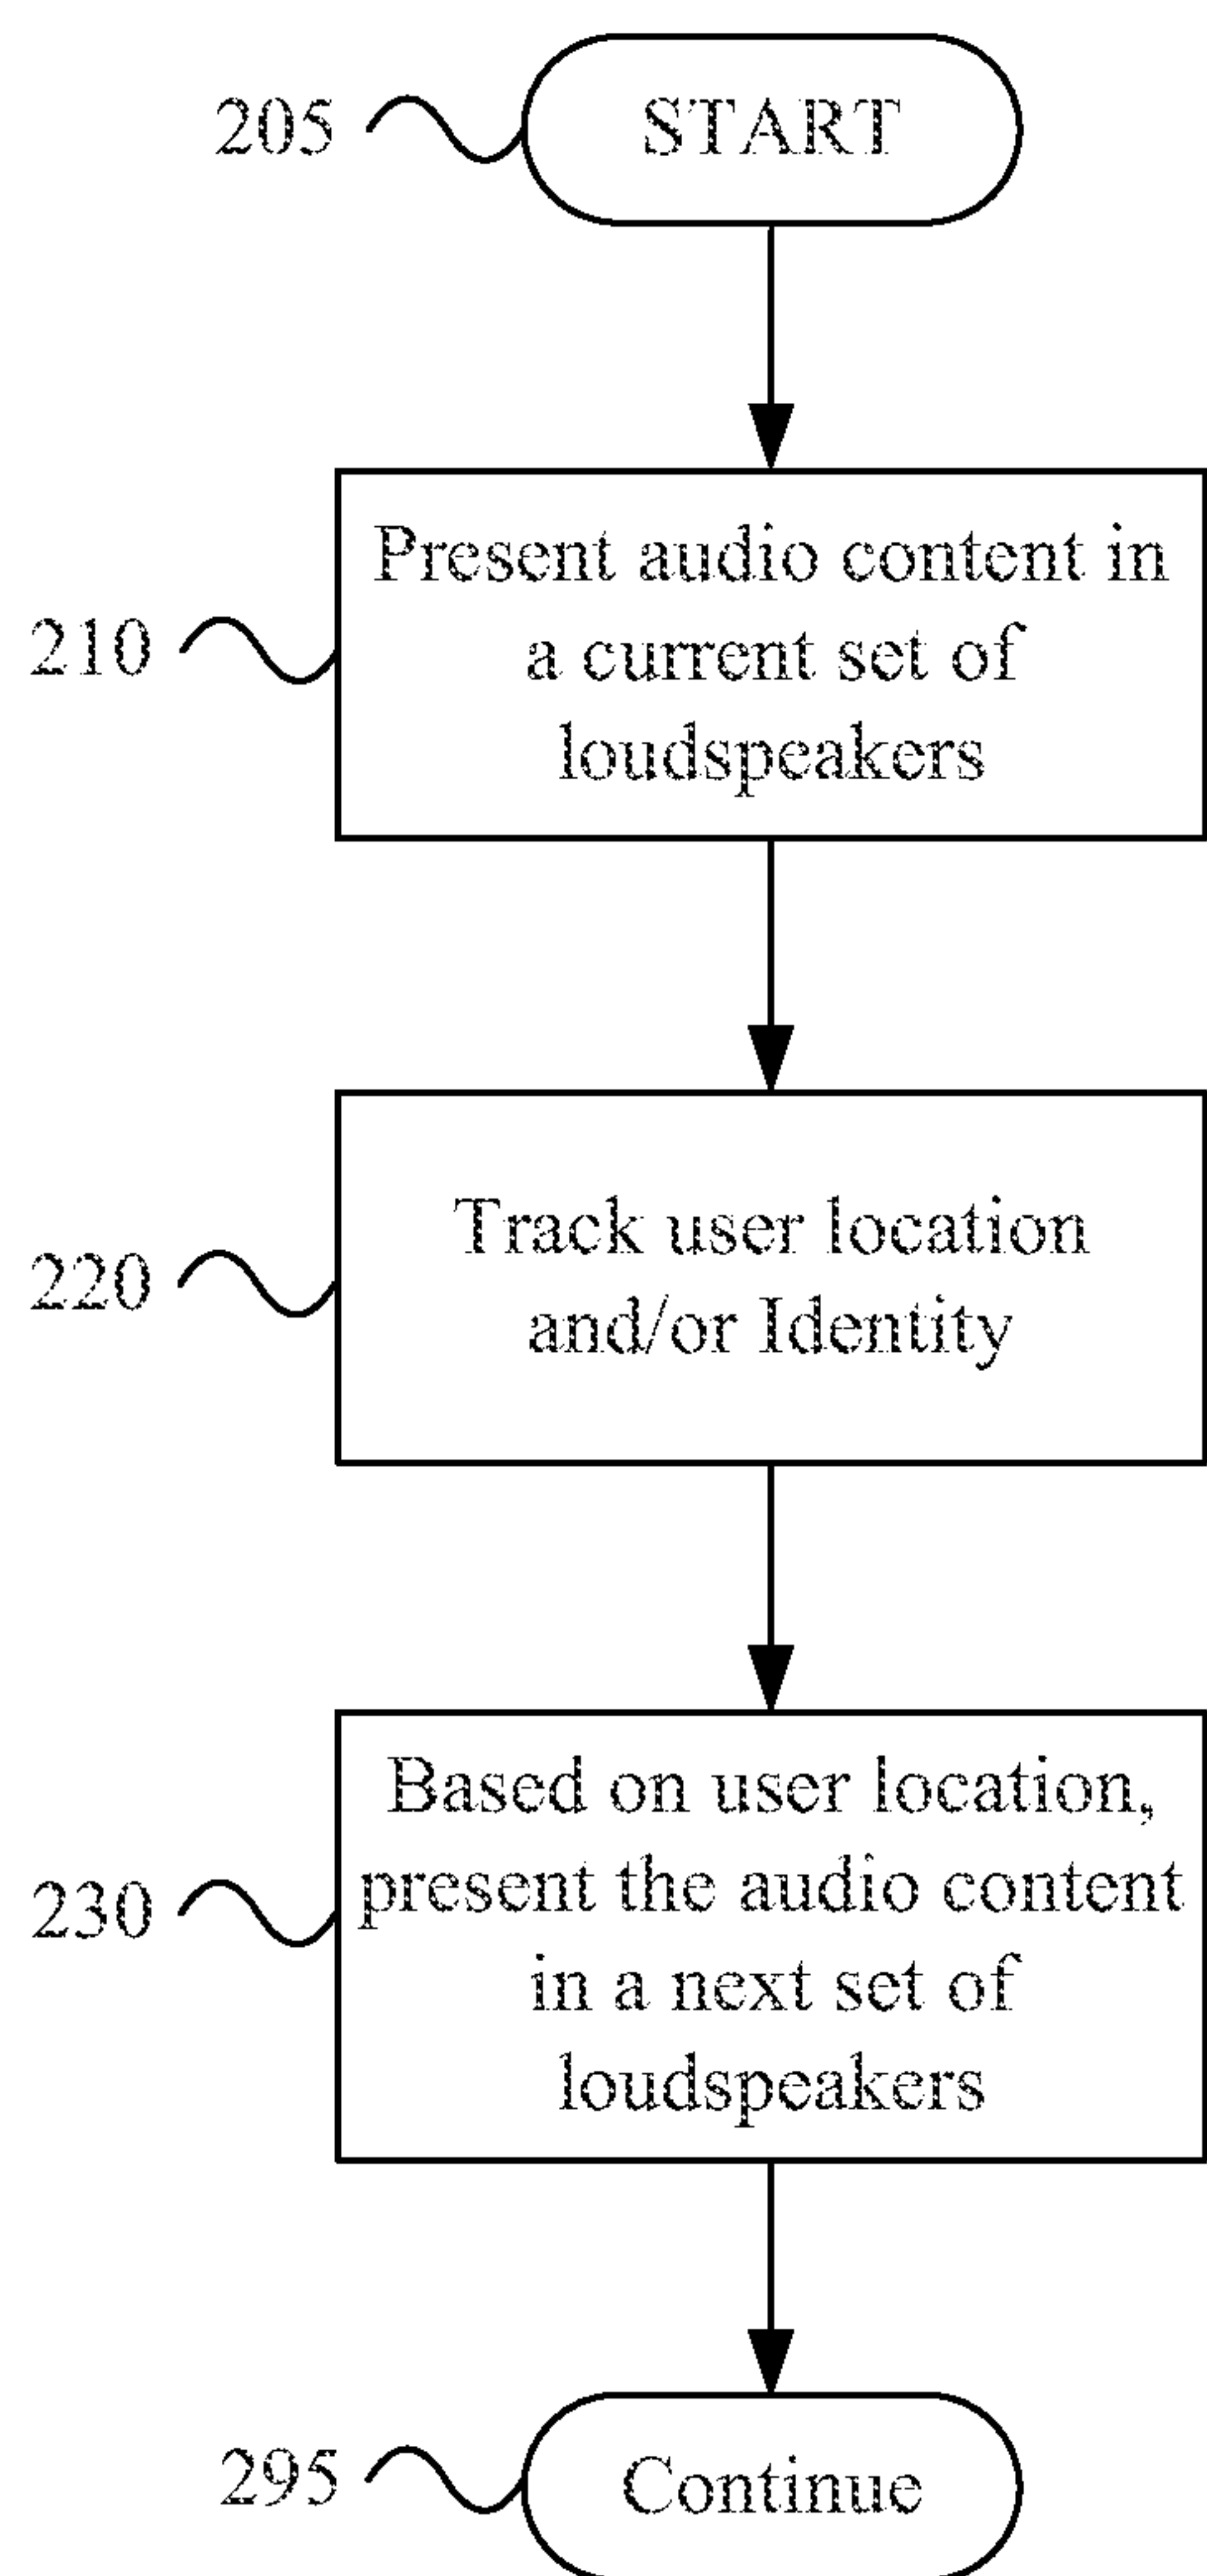 205
START
210
Present audio content in
a current set of
loudspeakers
220
Track user location
and/or Identity
230
Based on user location,
present the audio content
in a next set of
loudspeakers
295
Continue